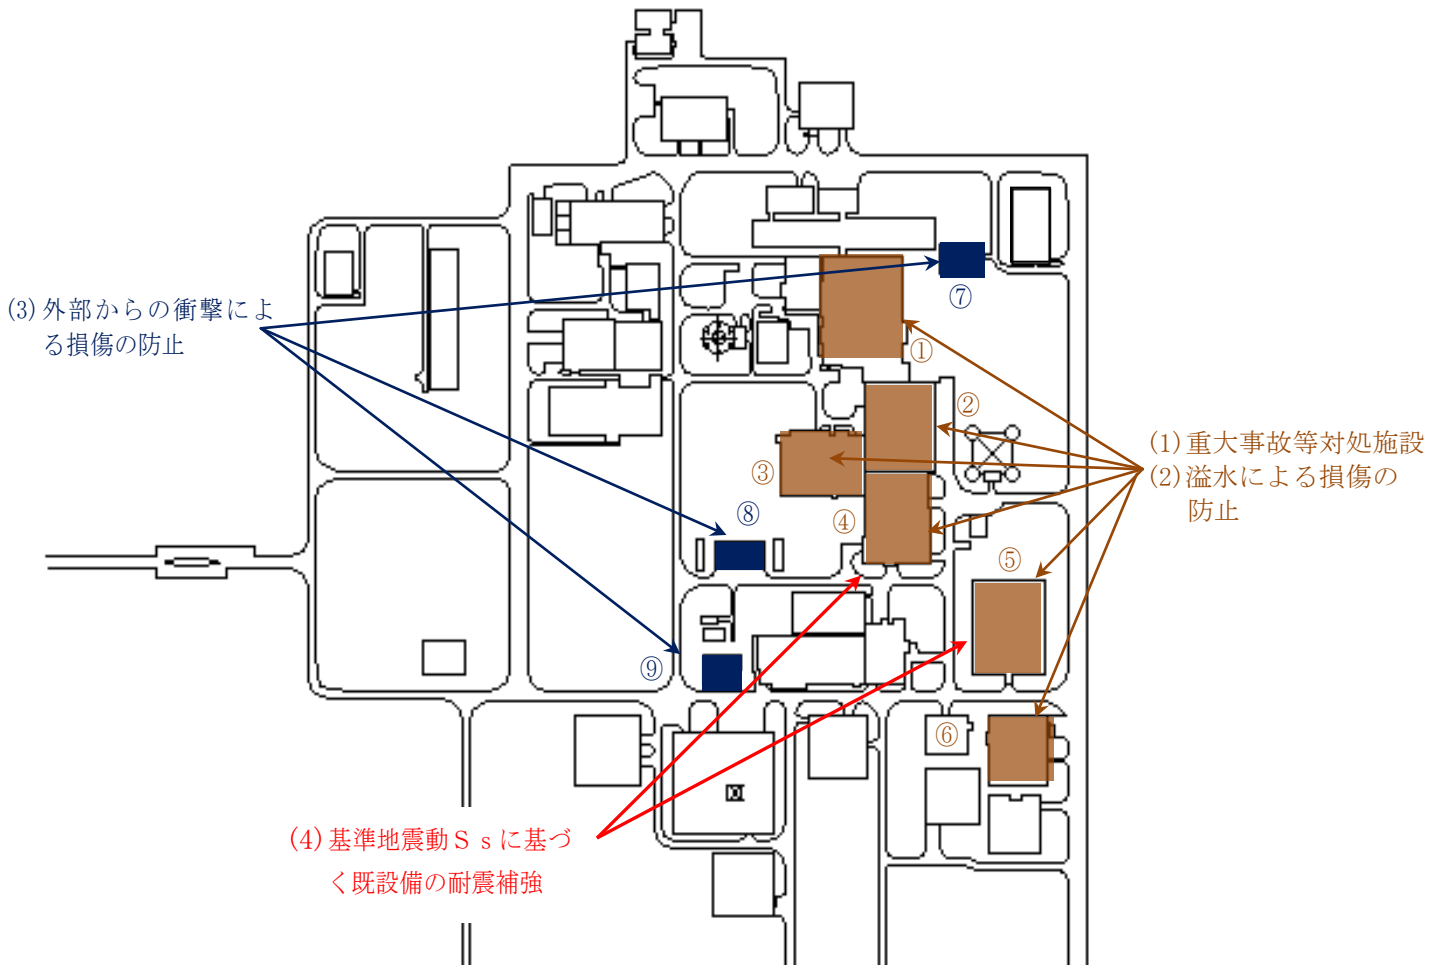 (3)外部からの衝撃によ
る損傷の防止
⑦
①
②
③
④
⑧
⑤
⑨
⑥
(1)重大事故等対処施設
(2)溢水による損傷の
防止
(4)基準地震動Ｓｓに基づ
く既設備の耐震補強